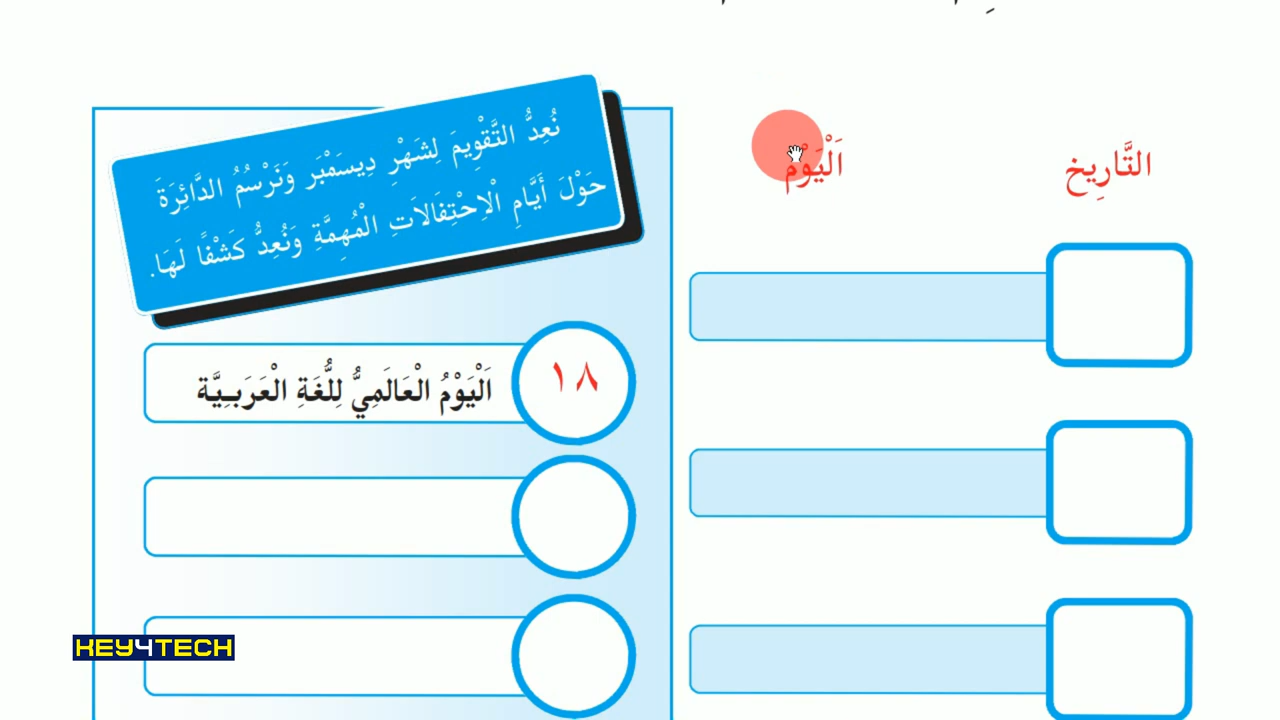 التَّارِيخ
اَلْيَوْمُ
نُعِدُّ التَّقْوِيمَ لِشَهْرِ دِيسَمْبَر وَنَرْسُمُ الدَّائِرَةَ
حَوْلَ أَيَّامِ الْاِحْتِفَالَاتِ الْمُهِمَّةِ وَنُعِدُّ كَشْفًا لَهَا.
١٨
اَلْيَوْمُ الْعَالَمِيُّ لِلُّغَةِ الْعَرَبِيَّة
KEY4TECH